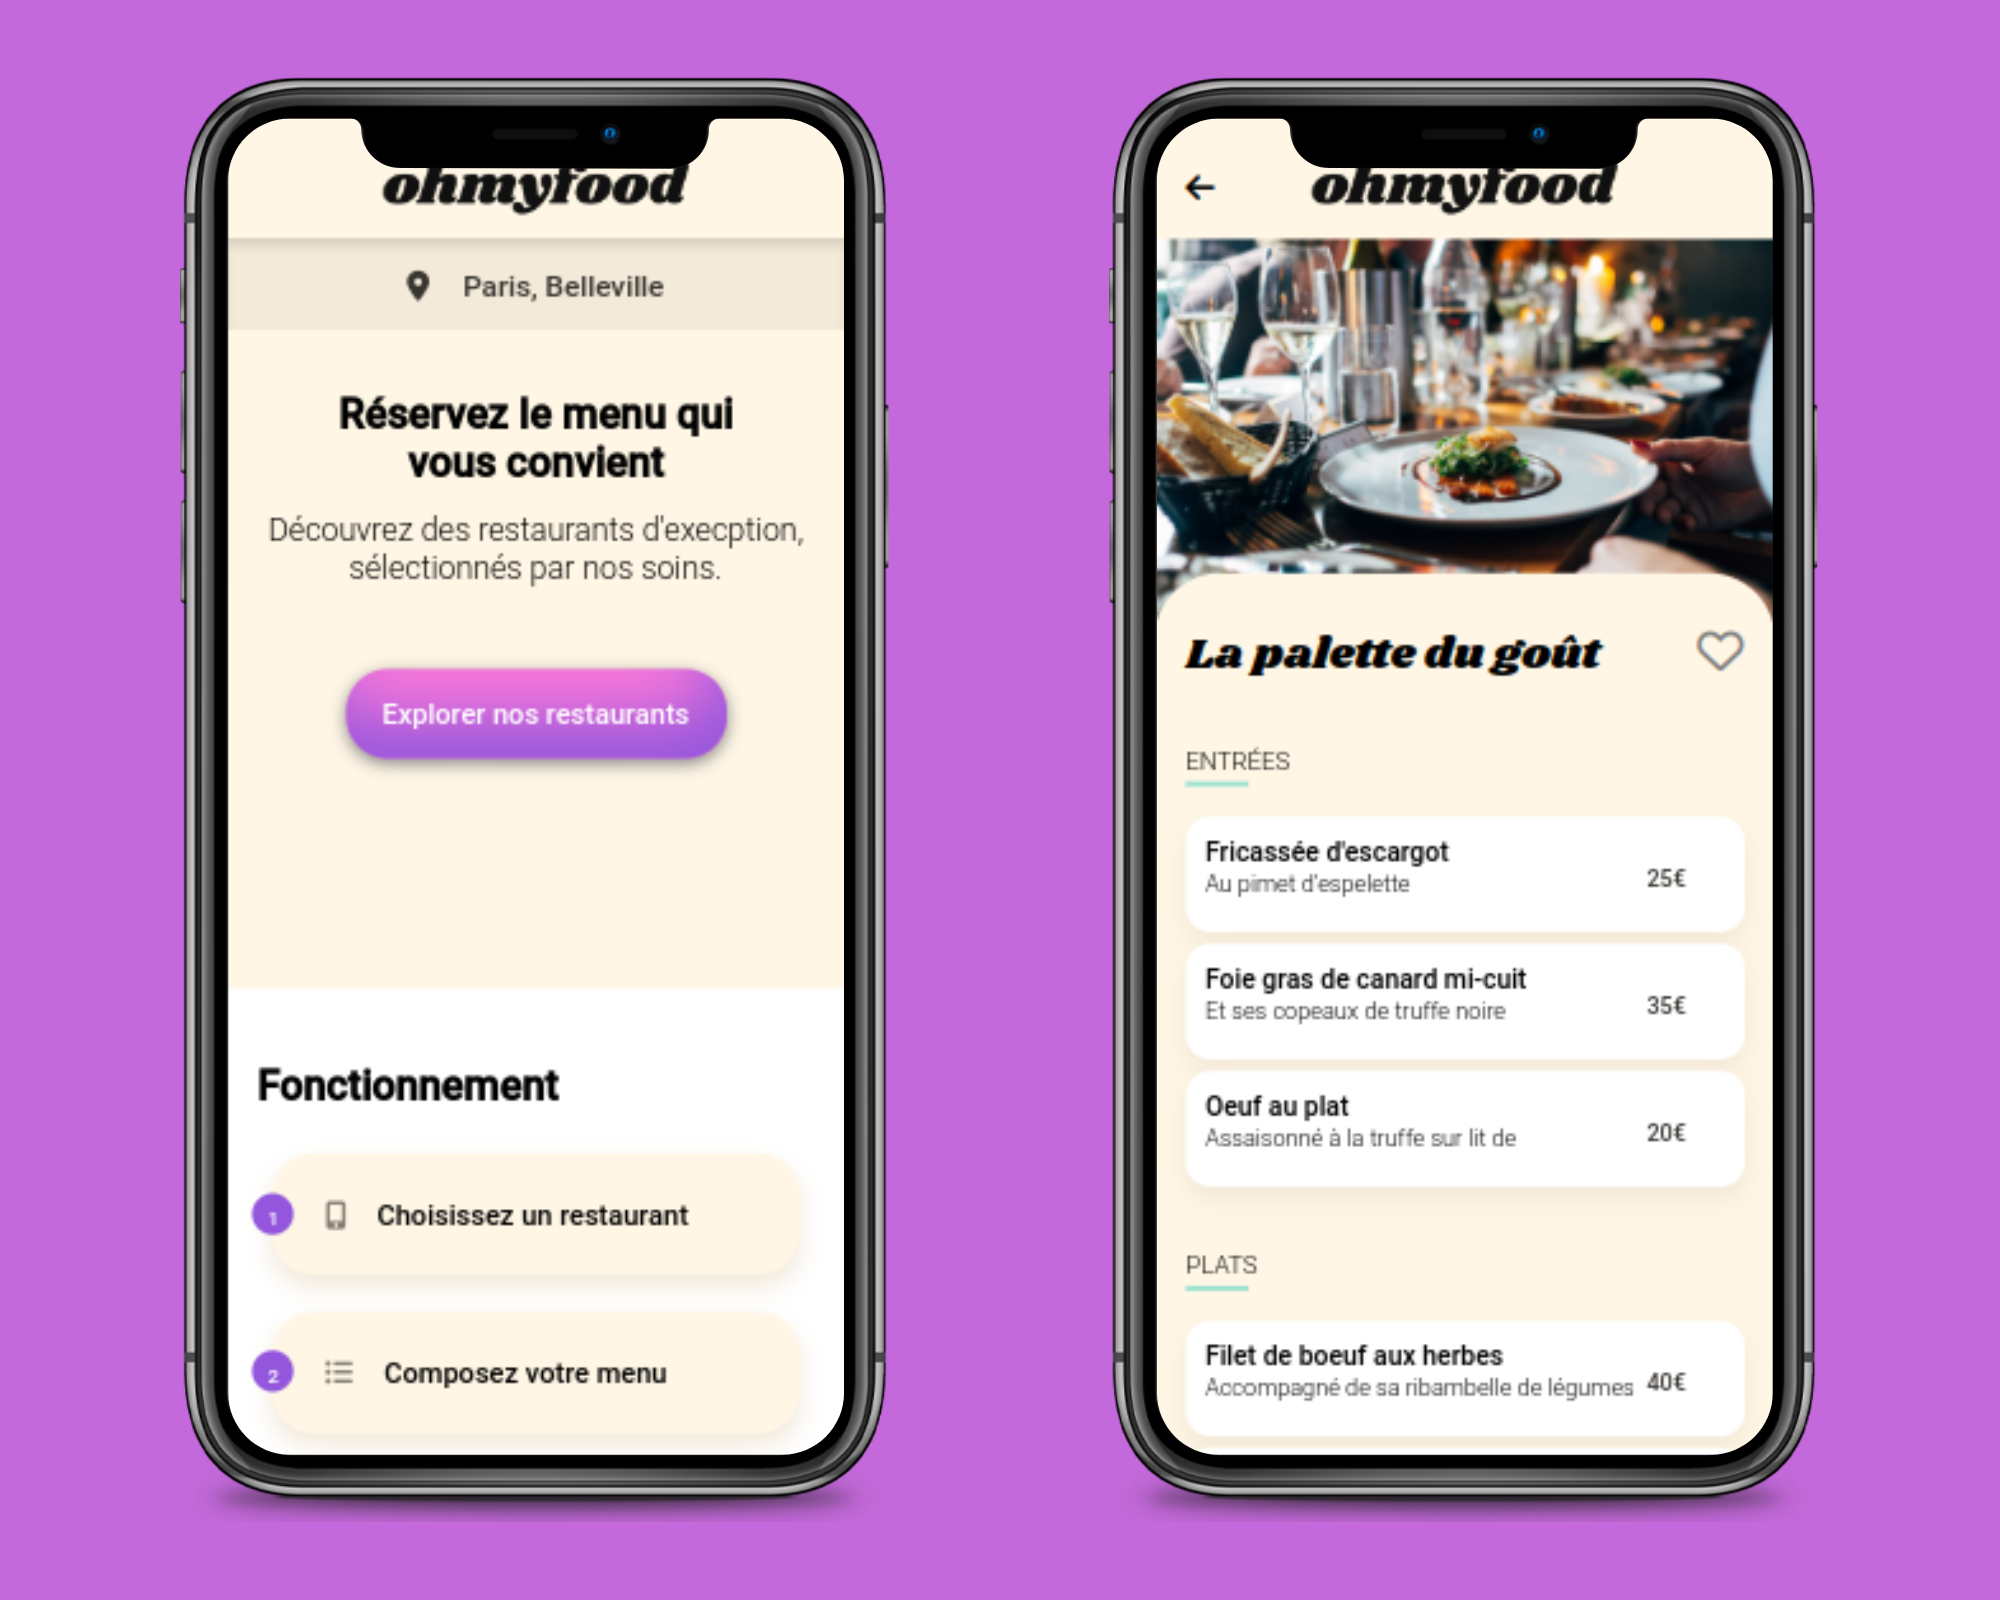 ohmyfood
Paris, Belleville
Réservez le menu qui
vous convient
Découvrez des restaurants d'execption,
sélectionnés par nos soins.
Explorer nos restaurants
Fonctionnement
1 Choisissez un restaurant
2 Composez votre menu
ohmyfood
La palette du goût
ENTRÉES
Fricassée d'escargot
Au pimet d'espelette
25€
Foie gras de canard mi-cuit
Et ses copeaux de truffe noire
35€
Oeuf au plat
Assaisonné à la truffe sur lit de
20€
PLATS
Filet de boeuf aux herbes
Accompagné de sa ribambelle de légumes
40€